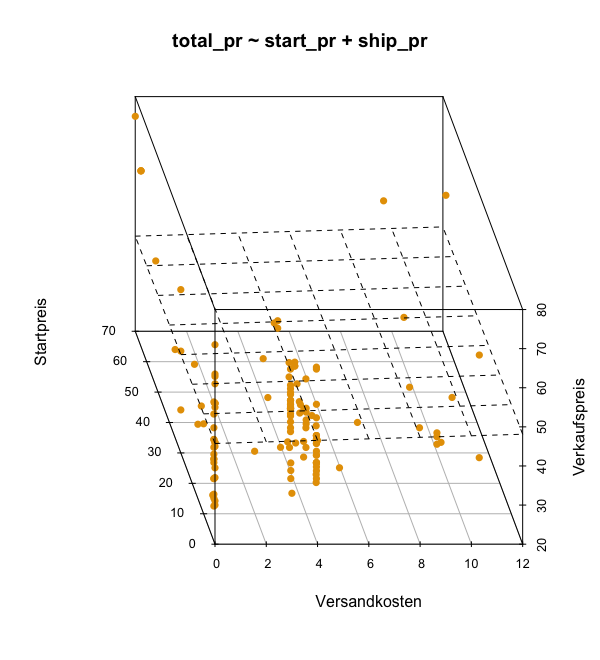 total_pr ~ start_pr + ship_pr
Startpreis
Verkaufspreis
Versandkosten
0 10 20 30 40 50 60 70
0 2 4 6 8 10 12
20 30 40 50 60 70 80